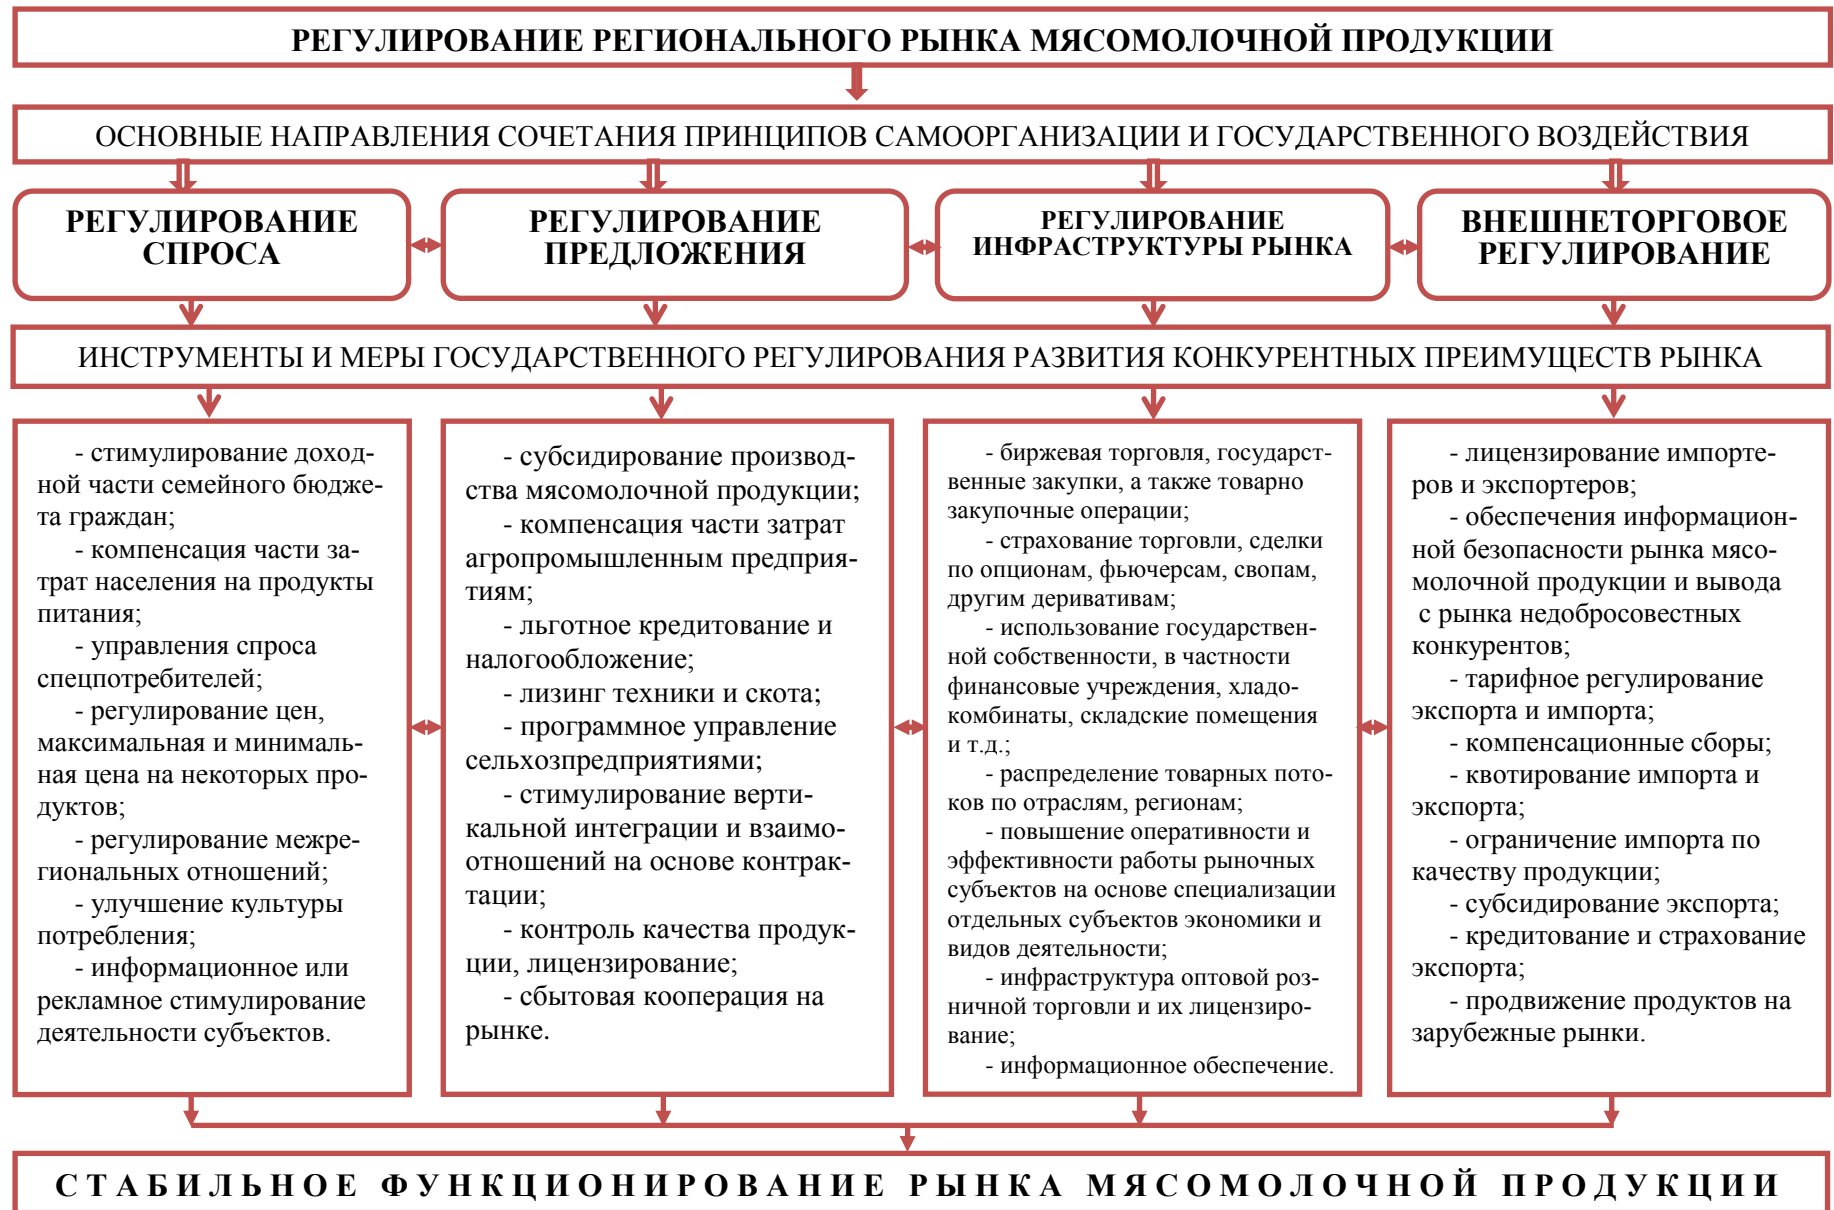 РЕГУЛИРОВАНИЕ РЕГИОНАЛЬНОГО РЫНКА МЯСОМОЛОЧНОЙ ПРОДУКЦИИ
ОСНОВНЫЕ НАПРАВЛЕНИЯ СОЧЕТАНИЯ ПРИНЦИПОВ САМООРГАНИЗАЦИИ И ГОСУДАРСТВЕННОГО ВОЗДЕЙСТВИЯ
РЕГУЛИРОВАНИЕ
СПРОСА
РЕГУЛИРОВАНИЕ
ПРЕДЛОЖЕНИЯ
РЕГУЛИРОВАНИЕ
ИНФРАСТРУКТУРЫ РЫНКА
ВНЕШНЕТОРГОВОЕ
РЕГУЛИРОВАНИЕ
ИНСТРУМЕНТЫ И МЕРЫ ГОСУДАРСТВЕННОГО РЕГУЛИРОВАНИЯ РАЗВИТИЯ КОНКУРЕНТНЫХ ПРЕИМУЩЕСТВ РЫНКА
- стимулирование доход-
ной части семейного бюдже-
та граждан;
- компенсация части за-
трат населения на продукты
питания;
- управления спроса
спецпотребителей;
- регулирование цен,
максимальная и минималь-
ная цена на некоторых про-
дуктов;
- регулирование межре-
гиональных отношений;
- улучшение культуры
потребления;
- информационное или
рекламное стимулирование
деятельности субъектов.
- субсидирование производ-
ства мясомолочной продукции;
- компенсация части затрат
агропромышленным предприя-
тиям;
- льготное кредитование и
налогообложение;
- лизинг техники и скота;
- программное управление
сельхозпредприятиями;
- стимулирование верти-
кальной интеграции и взаимо-
отношений на основе контрак-
тации;
- контроль качества продук-
ции, лицензирование;
- сбытовая кооперация на
рынке.
- биржевая торговля, государст-
венные закупки, а также товарно
закупочные операции;
- страхование торговли, сделки
по опционам, фьючерсам, свопам,
другим деривативам;
- использование государствен-
ной собственности, в частности
финансовые учреждения, хладо-
комбинаты, складские помещения
и т.д.;
- распределение товарных пото-
ков по отраслям, регионам;
- повышение оперативности и
эффективности работы рыночных
субъектов на основе специализации
отдельных субъектов экономики и
видов деятельности;
- инфраструктура оптовой роз-
ничной торговли и их лицензиро-
вание;
- информационное обеспечение.
- лицензирование импорте-
ров и экспортеров;
- обеспечения информацион-
ной безопасности рынка мясо-
молочной продукции и вывода
с рынка недобросовестных
конкурентов;
- тарифное регулирование
экспорта и импорта;
- компенсационные сборы;
- квотирование импорта и
экспорта;
- ограничение импорта по
качеству продукции;
- субсидирование экспорта;
- кредитование и страхование
экспорта;
- продвижение продуктов на
зарубежные рынки.
СТАБИЛЬНОЕ ФУНКЦИОНИРОВАНИЕ РЫНКА МЯСОМОЛОЧНОЙ ПРОДУКЦИИ